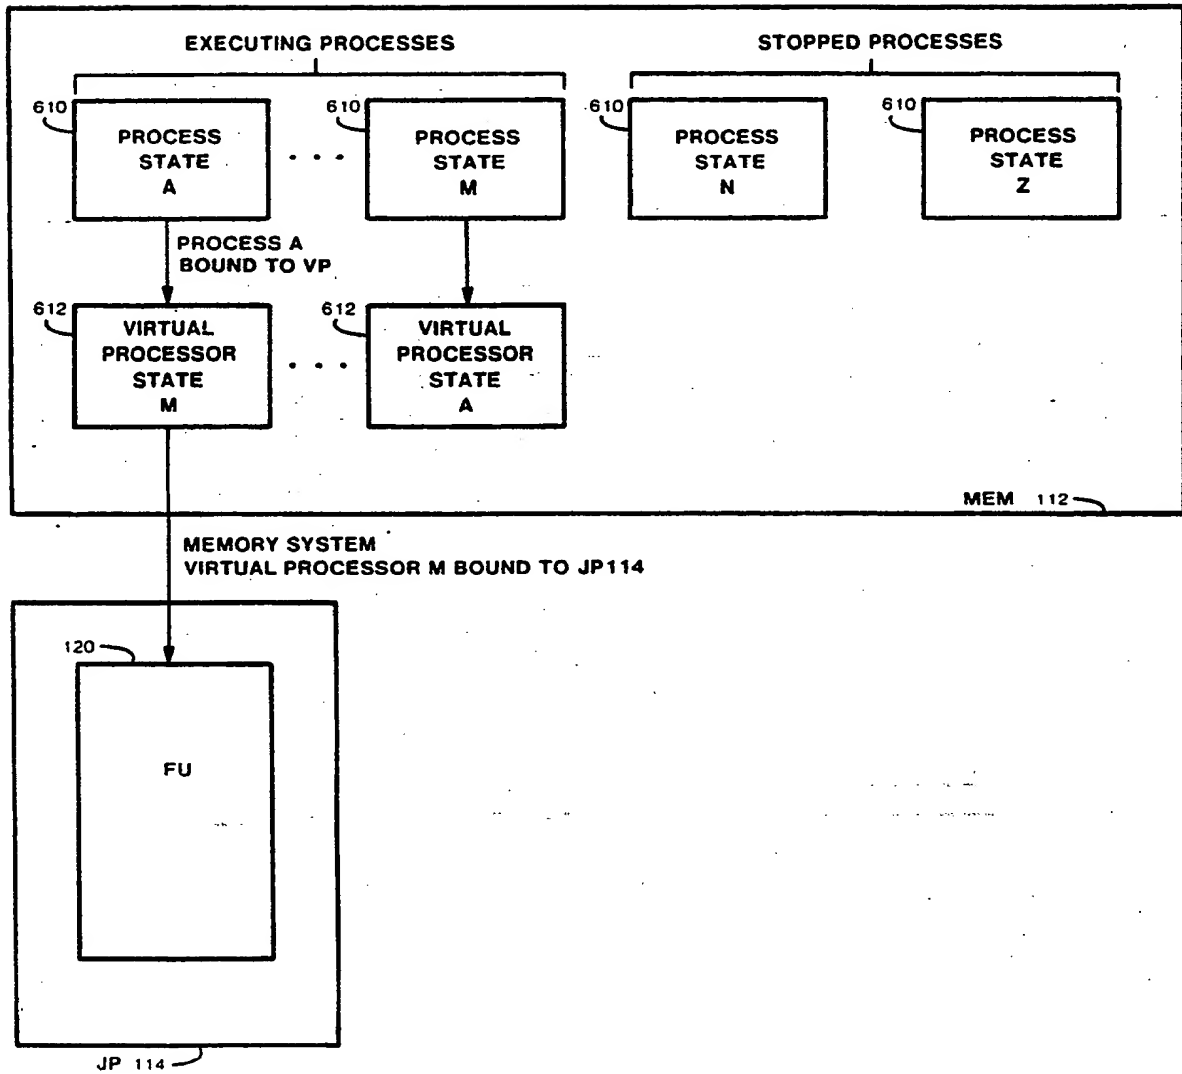 EXECUTING PROCESSES
STOPPED PROCESSES
610
PROCESS
STATE
A
610
PROCESS
STATE
M
610
PROCESS
STATE
N
610
PROCESS
STATE
Z
PROCESS A
BOUND TO VP
612
VIRTUAL
PROCESSOR
STATE
M
612
VIRTUAL
PROCESSOR
STATE
A
MEM 112
MEMORY SYSTEM
VIRTUAL PROCESSOR M BOUND TO JP114
120
FU
JP 114